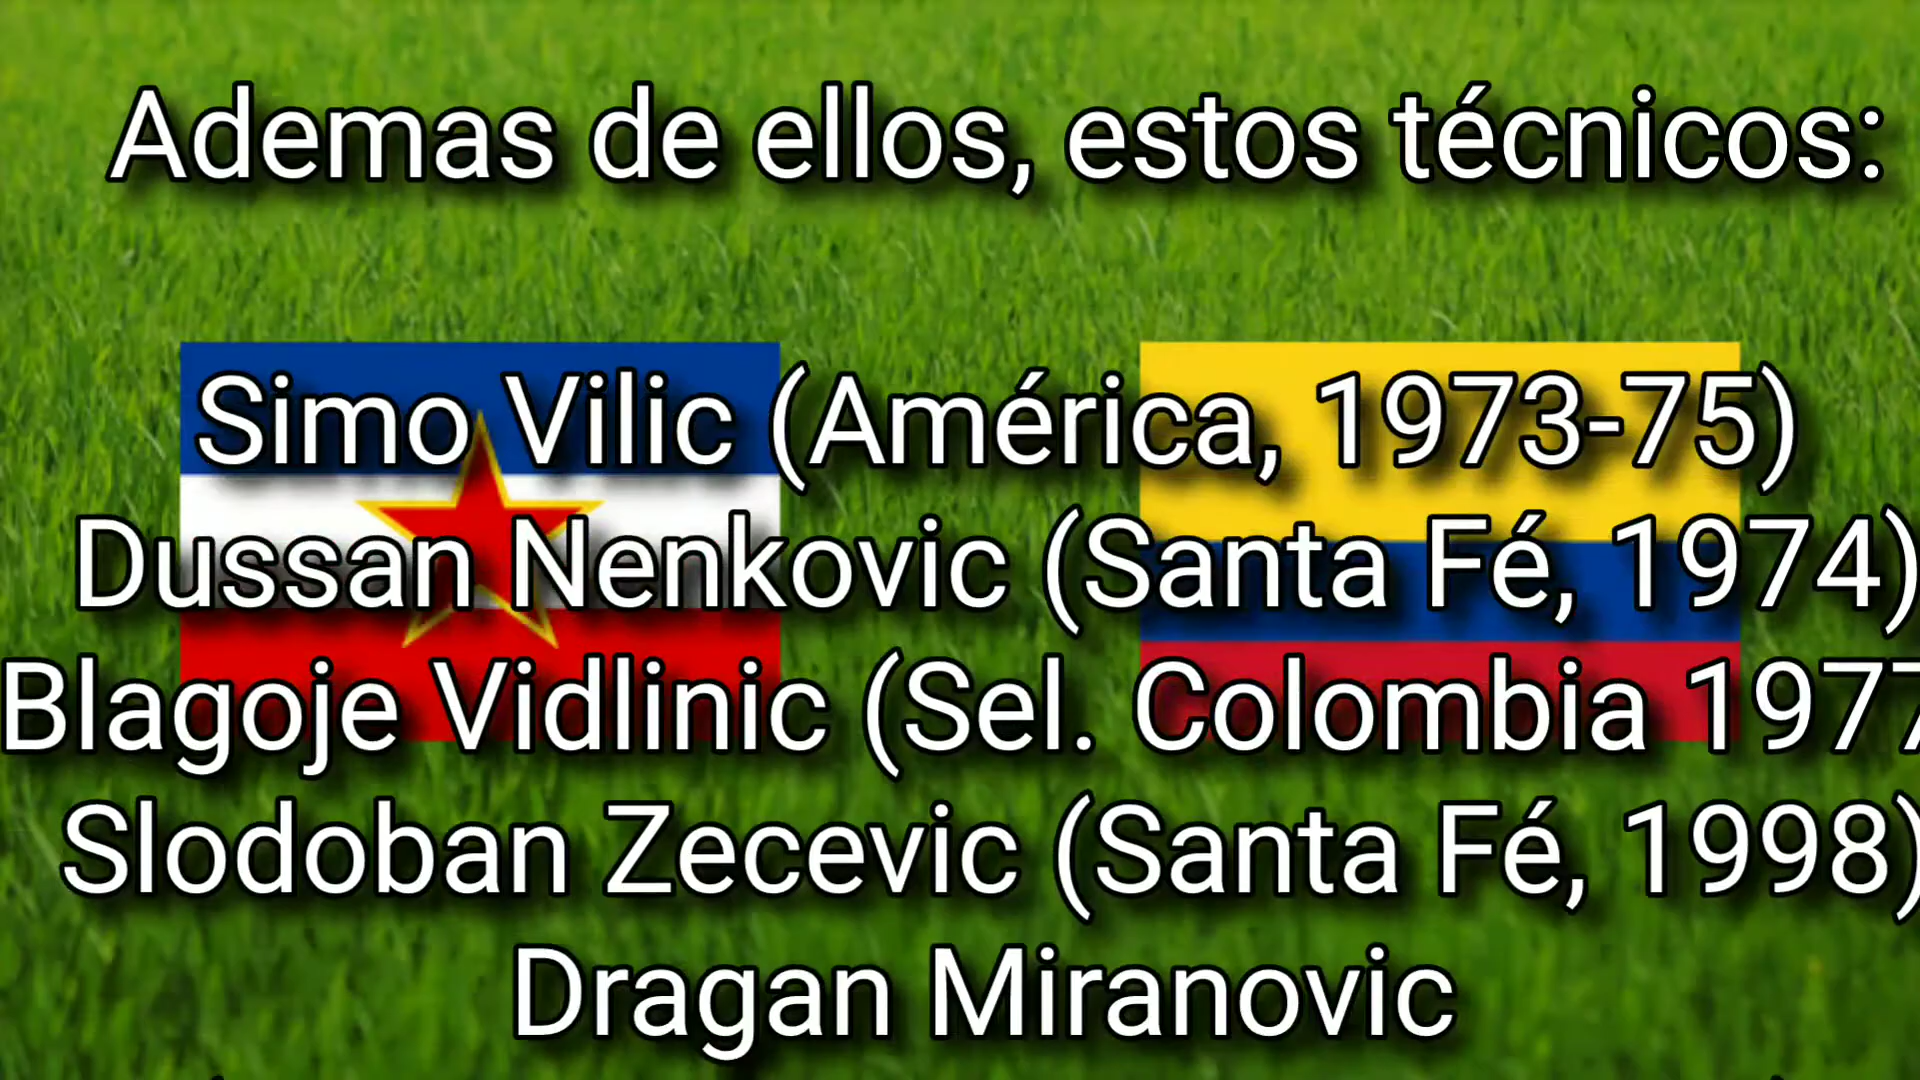 Ademas de ellos, estos técnicos:
Simo Vilic (América, 1973-75)
Dussan Nenkovic (Santa Fé, 1974)
Blagoje Vidlinic (Sel. Colombia 1977
Slodoban Zecevic (Santa Fé, 1998)
Dragan Miranovic